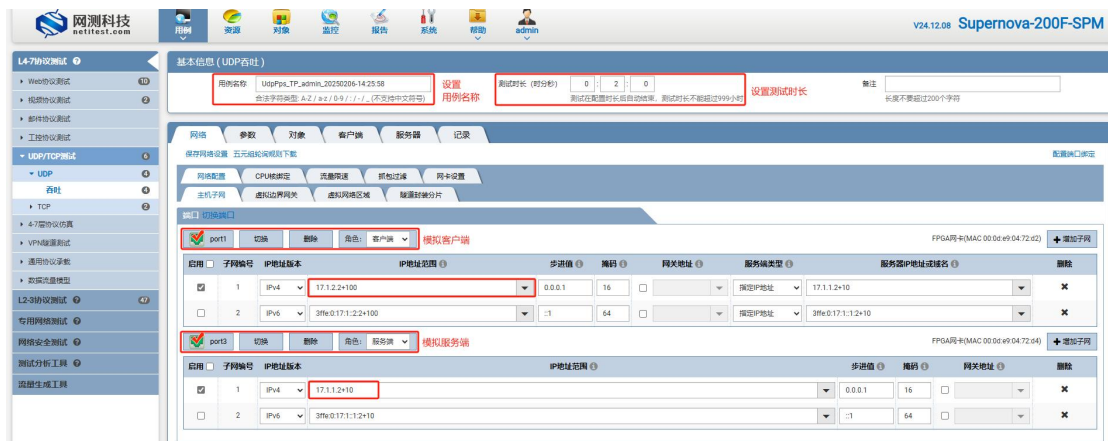 网测科技
netitest.com
用例
资源
对象
监控
报告
系统
帮助
admin
V24.12.08 Supernova-200F-SPM
L4-7协议测试
Web协议测试 10
视频协议测试 2
邮件协议测试
工控协议测试
UDP/TCP测试 6
UDP 4
吞吐 4
TCP 2
4-7层协议仿真
VPN隧道测试
通用协议承载
数据流量模型
L2-3协议测试 47
专用网络测试
网络安全测试
测试分析工具
流量生成工具
基本信息 ( UDP吞吐 )
用例名称 UdpPps_TP_admin_20250206-14:25:58
合法字符类型: A-Z / a-z / 0-9 / : / - / _ (不支持中文符号)
设置
用例名称
测试时长 (时分秒) 0 : 2 : 0
测试在配置时长后自动结束, 测试时长不能超过999小时
设置测试时长
备注
长度不要超过200个字符
网络 参数 对象 客户端 服务器 记录
保存网络设置 五元组轮询规则下载 配置端口绑定
网络配置 CPU核绑定 流量限速 抓包过滤 网卡设置
主机子网 虚拟边界网关 虚拟网络区域 隧道封装分片
端口 切换端口
port1 切换 删除 角色: 客户端 模拟客户端 FPGA网卡(MAC 00:0d:e9:04:72:d2) 增加子网
启用 子网编号 IP地址版本 IP地址范围 步进值 掩码 网关地址 服务端类型 服务器IP地址或域名 删除
1 IPv4 17.1.2.2+100 0.0.0.1 16 指定IP地址 17.1.1.2+10
2 IPv6 3ffe:0:17:1::2:2+100 ::1 64 指定IP地址 3ffe:0:17:1::1:2+10
port3 切换 删除 角色: 服务端 模拟服务端 FPGA网卡(MAC 00:0d:e9:04:72:d4) 增加子网
启用 子网编号 IP地址版本 IP地址范围 步进值 掩码 网关地址 删除
1 IPv4 17.1.1.2+10 0.0.0.1 16
2 IPv6 3ffe:0:17:1::1:2+10 ::1 64